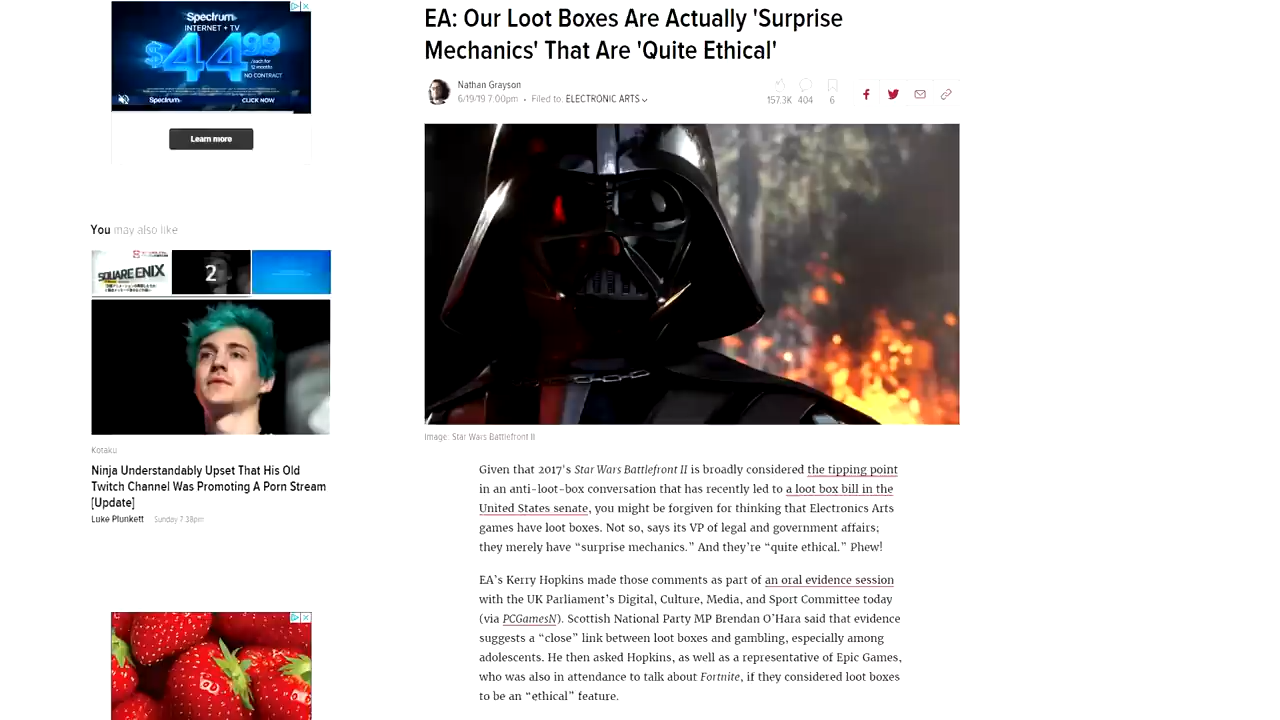 Spectrum
INTERNET + TV
$44 99
/each for
12 months
NO CONTRACT
Spectrum
CLICK NOW
Learn more
You may also like
SQUARE ENIX
2
Kotaku
Ninja Understandably Upset That His Old
Twitch Channel Was Promoting A Porn Stream
[Update]
Luke Plunkett Sunday 7:38pm
EA: Our Loot Boxes Are Actually 'Surprise
Mechanics' That Are 'Quite Ethical'
Nathan Grayson
6/19/19 7:00pm • Filed to: ELECTRONIC ARTS
157.3K 404 6
Image: Star Wars Battlefront II
Given that 2017's Star Wars Battlefront II is broadly considered the tipping point
in an anti-loot-box conversation that has recently led to a loot box bill in the
United States senate, you might be forgiven for thinking that Electronics Arts
games have loot boxes. Not so, says its VP of legal and government affairs;
they merely have “surprise mechanics.” And they’re “quite ethical.” Phew!
EA’s Kerry Hopkins made those comments as part of an oral evidence session
with the UK Parliament’s Digital, Culture, Media, and Sport Committee today
(via PCGamesN). Scottish National Party MP Brendan O’Hara said that evidence
suggests a “close” link between loot boxes and gambling, especially among
adolescents. He then asked Hopkins, as well as a representative of Epic Games,
who was also in attendance to talk about Fortnite, if they considered loot boxes
to be an “ethical” feature.